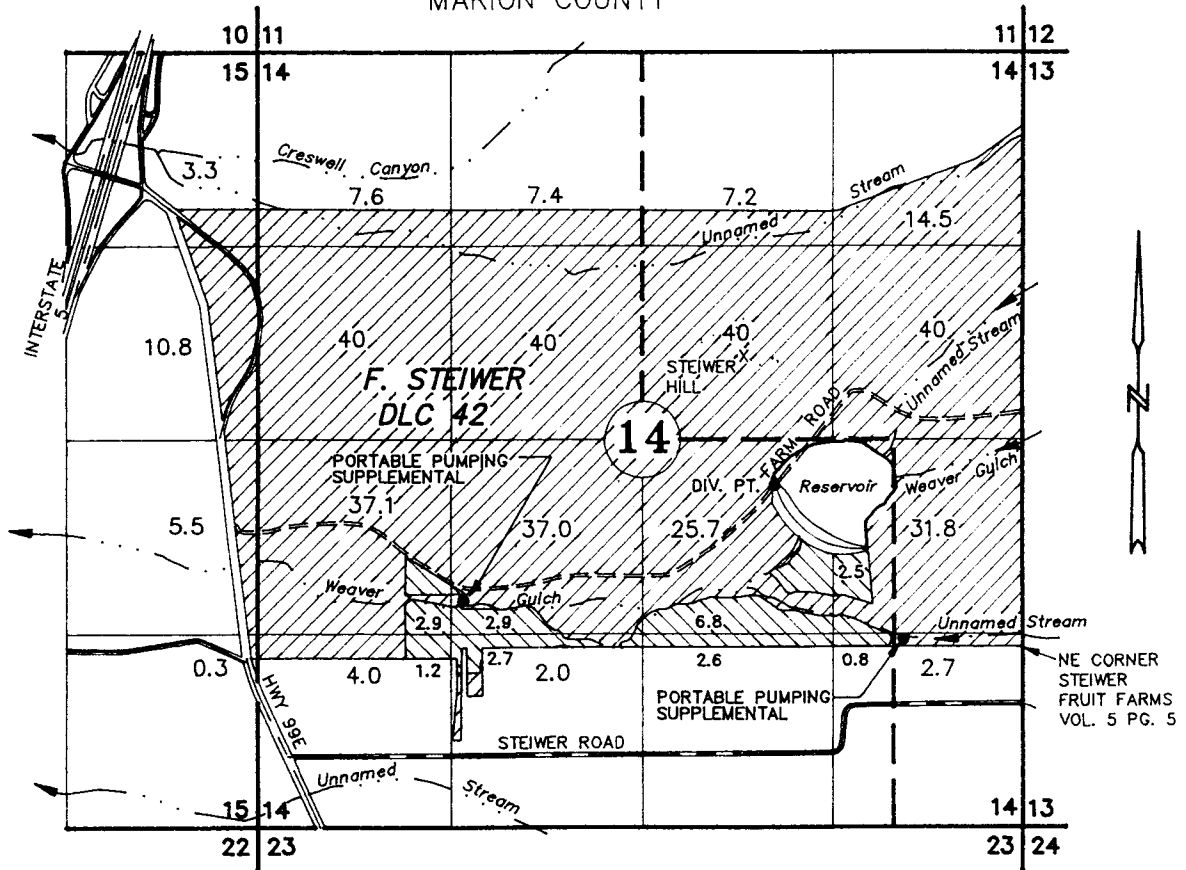 MARION COUNTY
10 11
11 12
15 14
14 13
Creswell Canyon
3.3
Stream
7.6 7.4 7.2
14.5
Unnamed
INTERSTATE 5
10.8
40 40 40 40
Unnamed Stream
STEIWER HILL
X
F. STEIWER
DLC 42
14
FARM ROAD
PORTABLE PUMPING
SUPPLEMENTAL
DIV. PT.
Reservoir
Weaver Gulch
5.5
37.1
37.0
25.7
31.8
N
2.5
Weaver Gulch
2.9 2.9
6.8
Unnamed Stream
0.3
4.0
1.2
2.7
2.0
2.6
0.8
2.7
NE CORNER
STEIWER
FRUIT FARMS
VOL. 5 PG. 5
HWY 99E
PORTABLE PUMPING
SUPPLEMENTAL
STEIWER ROAD
Unnamed Stream
15 14
14 13
22 23
23 24